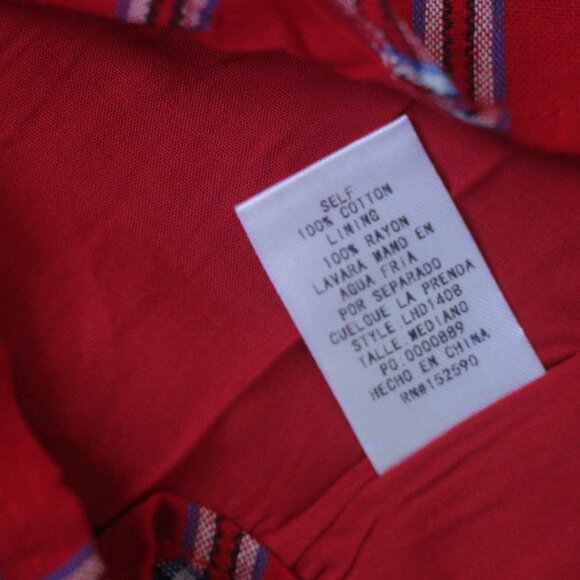 SELF
100% COTTON
LINING
100% RAYON
LAVARA MANO EN
AGUA FRIA
POR SEPARADO
CUELGUE LA PRENDA
STYLE:LHD1408
TALLE MEDIANO
PO:0000889
HECHO EN CHINA
RN#152590